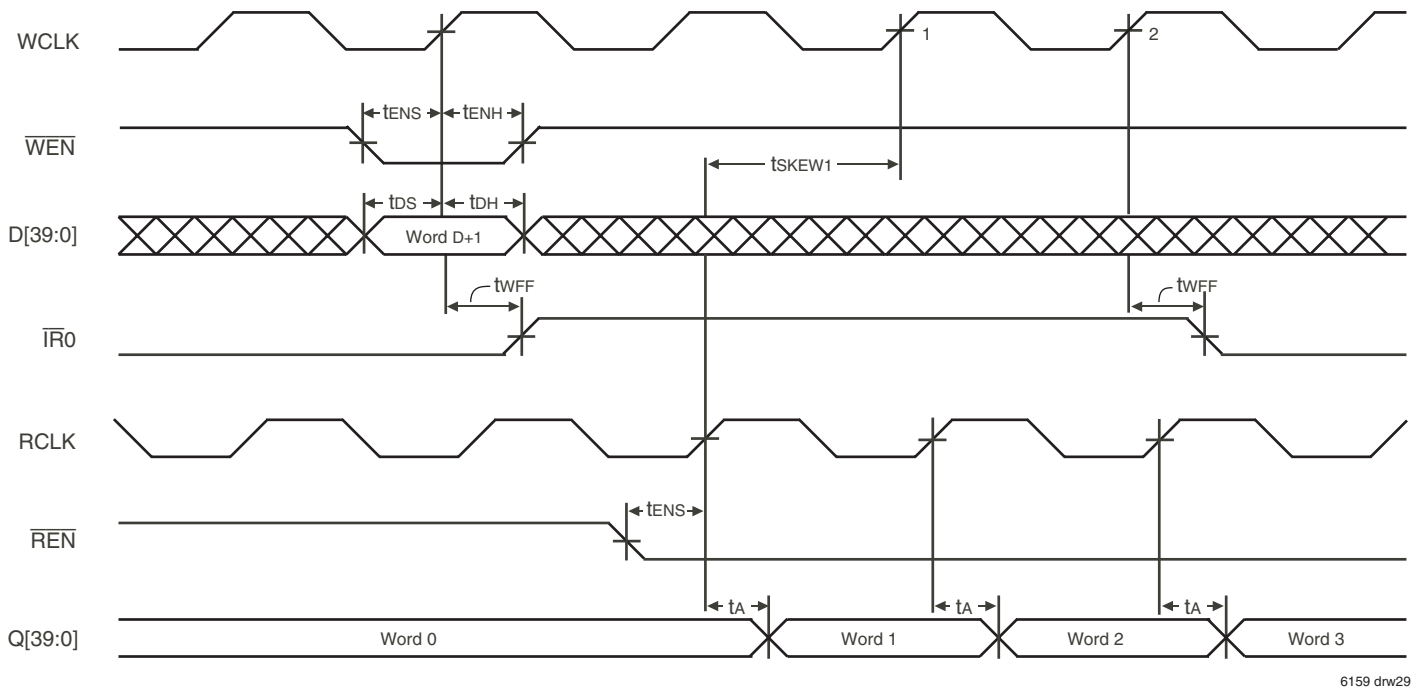 WCLK
1
2
tENS
tENH
WEN
tSKEW1
tDS
tDH
D[39:0]
Word D+1
tWFF
tWFF
IR0
RCLK
tENS
REN
tA
tA
tA
Q[39:0]
Word 0
Word 1
Word 2
Word 3
6159 drw29